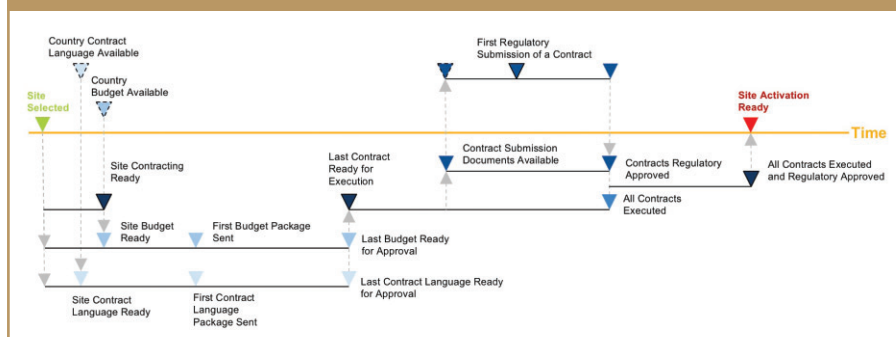 Country Contract
Language Available
Country
Budget Available
Site
Selected
First Regulatory
Submission of a Contract
Site Activation
Ready
Time
Site Contracting
Ready
Last Contract
Ready for
Execution
Contract Submission
Documents Available
Contracts Regulatory
Approved
All Contracts Executed
and Regulatory Approved
All Contracts
Executed
Site Budget
Ready
First Budget Package
Sent
Last Budget Ready
for Approval
Site Contract
Language Ready
First Contract
Language
Package Sent
Last Contract Language Ready
for Approval